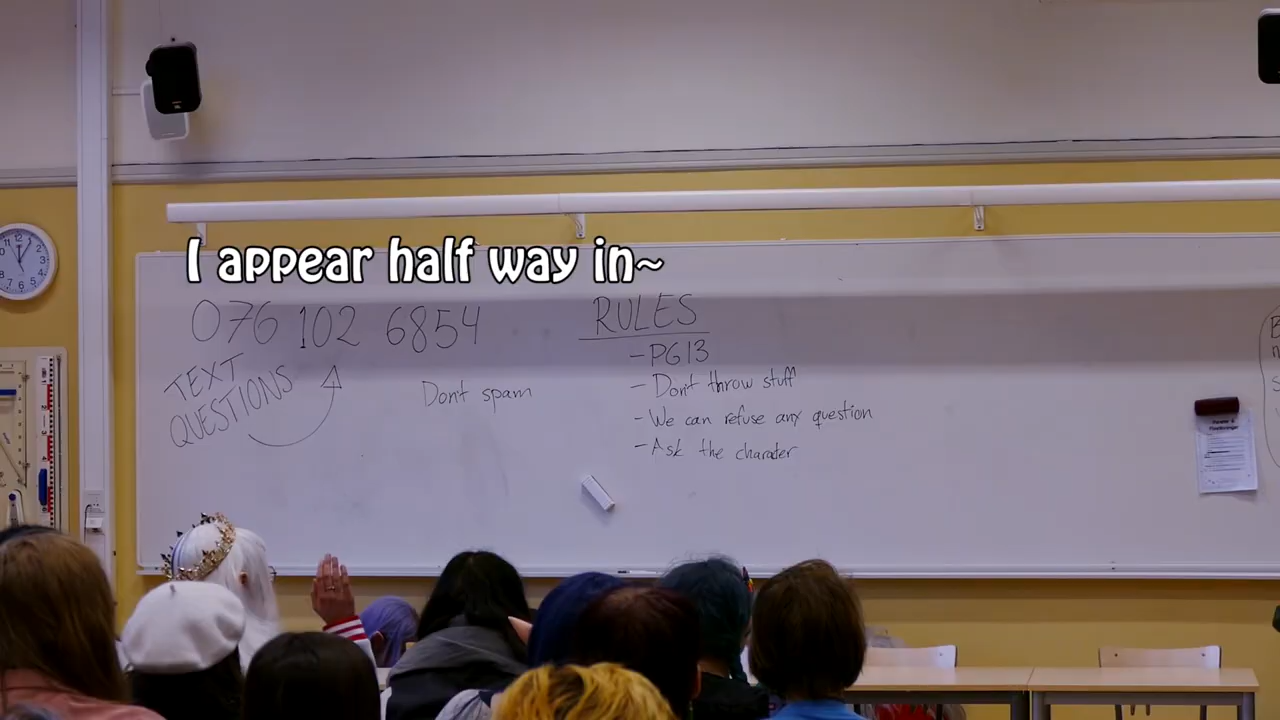 I appear half way in~
076 102 6854
TEXT
QUESTIONS
Don't spam
RULES
- PG13
- Don't throw stuff
- We can refuse any question
- Ask the character